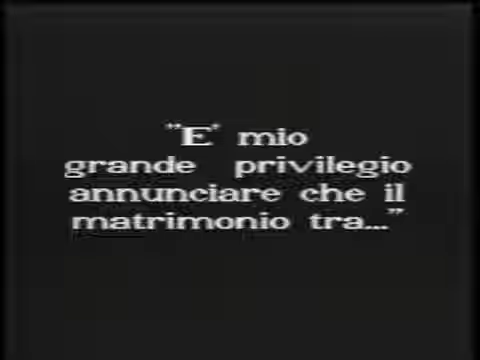 "E' mio
grande privilegio
annunciare che il
matrimonio tra..."